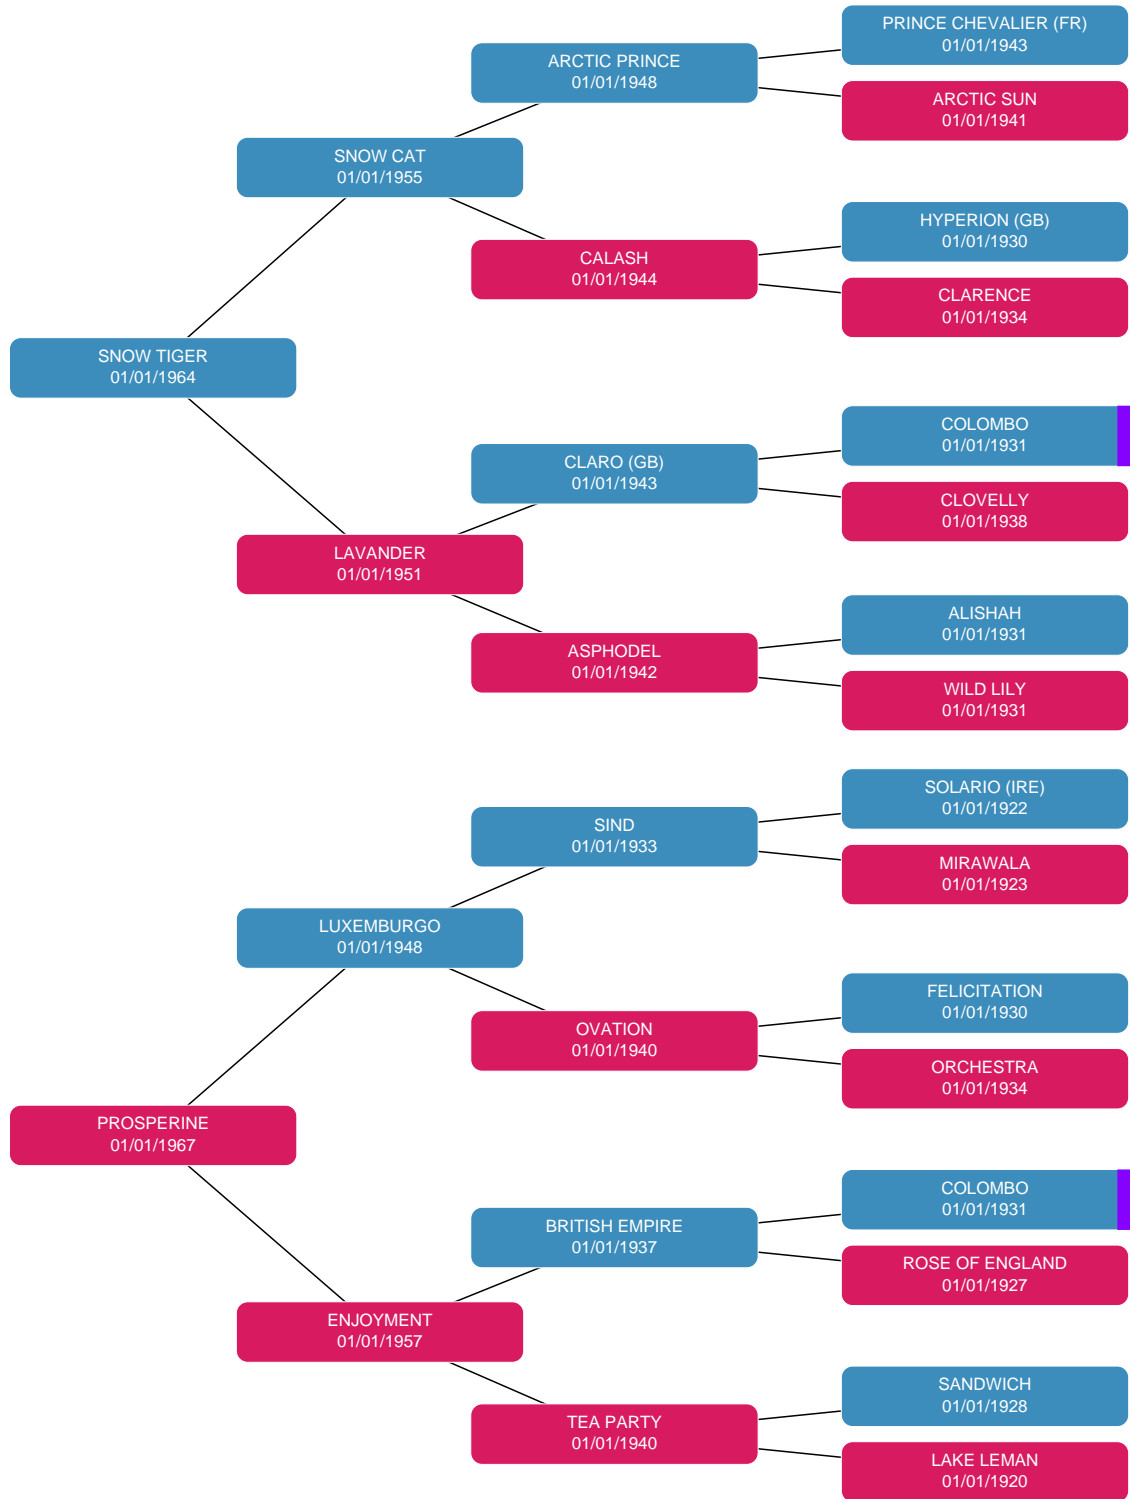 PRINCE CHEVALIER (FR)
01/01/1943
ARCTIC PRINCE
01/01/1948
ARCTIC SUN
01/01/1941
SNOW CAT
01/01/1955
HYPERION (GB)
01/01/1930
CALASH
01/01/1944
CLARENCE
01/01/1934
SNOW TIGER
01/01/1964
COLOMBO
01/01/1931
CLARO (GB)
01/01/1943
CLOVELLY
01/01/1938
LAVANDER
01/01/1951
ALISHAH
01/01/1931
ASPHODEL
01/01/1942
WILD LILY
01/01/1931
SOLARIO (IRE)
01/01/1922
SIND
01/01/1933
MIRAWALA
01/01/1923
LUXEMBURGO
01/01/1948
FELICITATION
01/01/1930
OVATION
01/01/1940
ORCHESTRA
01/01/1934
PROSPERINE
01/01/1967
COLOMBO
01/01/1931
BRITISH EMPIRE
01/01/1937
ROSE OF ENGLAND
01/01/1927
ENJOYMENT
01/01/1957
SANDWICH
01/01/1928
TEA PARTY
01/01/1940
LAKE LEMAN
01/01/1920